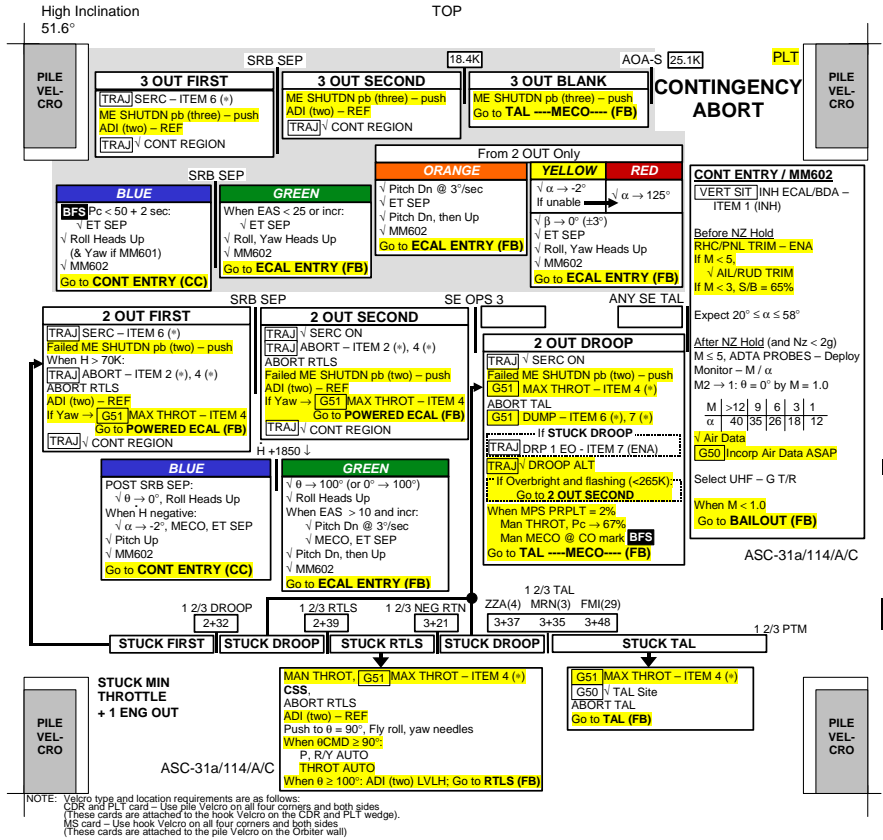 High Inclination
51.6°
TOP
PILE
VEL-
CRO
PILE
VEL-
CRO
SRB SEP
18.4K
AOA-S 25.1K
PLT
CONTINGENCY
ABORT
3 OUT FIRST
TRAJ SERC – ITEM 6 (*)
ME SHUTDN pb (three) – push
ADI (two) – REF
TRAJ √ CONT REGION
3 OUT SECOND
ME SHUTDN pb (three) – push
ADI (two) – REF
TRAJ √ CONT REGION
3 OUT BLANK
ME SHUTDN pb (three) – push
Go to TAL ----MECO---- (FB)
SRB SEP
BLUE
BFS Pc < 50 + 2 sec:
√ ET SEP
√ Roll Heads Up
(& Yaw if MM601)
√ MM602
Go to CONT ENTRY (CC)
GREEN
When EAS < 25 or incr:
√ ET SEP
√ Roll, Yaw Heads Up
√ MM602
Go to ECAL ENTRY (FB)
From 2 OUT Only
ORANGE
√ Pitch Dn @ 3°/sec
√ ET SEP
√ Pitch Dn, then Up
√ MM602
Go to ECAL ENTRY (FB)
YELLOW
√ α → -2°
If unable
RED
√ α → 125°
√ β → 0° (±3°)
√ ET SEP
√ Roll, Yaw Heads Up
√ MM602
Go to ECAL ENTRY (FB)
CONT ENTRY / MM602
VERT SIT INH ECAL/BDA –
ITEM 1 (INH)
Before NZ Hold
RHC/PNL TRIM – ENA
If M < 5,
√ AIL/RUD TRIM
If M < 3, S/B = 65%
Expect 20° ≤ α ≤ 58°
After NZ Hold (and Nz < 2g)
M ≤ 5, ADTA PROBES – Deploy
Monitor – M / α
M2 → 1: θ = 0° by M = 1.0
M >12 9 6 3 1
α 40 35 26 18 12
√ Air Data
G50 Incorp Air Data ASAP
Select UHF – G T/R
When M < 1.0
Go to BAILOUT (FB)
ASC-31a/114/A/C
SRB SEP
SE OPS 3
ANY SE TAL
2 OUT FIRST
TRAJ SERC – ITEM 6 (*)
Failed ME SHUTDN pb (two) – push
When H > 70K:
TRAJ ABORT – ITEM 2 (*), 4 (*)
ABORT RTLS
ADI (two) – REF
If Yaw → G51 MAX THROT – ITEM 4
Go to POWERED ECAL (FB)
TRAJ √ CONT REGION
2 OUT SECOND
TRAJ √ SERC ON
TRAJ ABORT – ITEM 2 (*), 4 (*)
ABORT RTLS
Failed ME SHUTDN pb (two) – push
ADI (two) – REF
If Yaw → G51 MAX THROT – ITEM 4
Go to POWERED ECAL (FB)
TRAJ √ CONT REGION
2 OUT DROOP
TRAJ √ SERC ON
Failed ME SHUTDN pb (two) – push
G51 MAX THROT – ITEM 4 (*)
ABORT TAL
G51 DUMP – ITEM 6 (*), 7 (*)
If STUCK DROOP
TRAJ DRP 1 EO - ITEM 7 (ENA)
TRAJ √ DROOP ALT
If Overbright and flashing (<265K):
Go to 2 OUT SECOND
When MPS PRPLT = 2%
Man THROT, Pc → 67%
Man MECO @ CO mark BFS
Go to TAL ----MECO---- (FB)
H +1850 ↓
BLUE
POST SRB SEP:
√ θ → 0°, Roll Heads Up
When Ḣ negative:
√ α → -2°, MECO, ET SEP
√ Pitch Up
√ MM602
Go to CONT ENTRY (CC)
GREEN
√ θ → 100° (or 0° → 100°)
√ Roll Heads Up
When EAS > 10 and incr:
√ Pitch Dn @ 3°/sec
√ MECO, ET SEP
√ Pitch Dn, then Up
√ MM602
Go to ECAL ENTRY (FB)
1 2/3 DROOP
2+32
1 2/3 RTLS
2+39
1 2/3 NEG RTN
3+21
1 2/3 TAL
ZZA(4) MRN(3) FMI(29)
3+37 3+35 3+48
1 2/3 PTM
STUCK FIRST
STUCK DROOP
STUCK RTLS
STUCK DROOP
STUCK TAL
STUCK MIN
THROTTLE
+ 1 ENG OUT
MAN THROT, G51 MAX THROT – ITEM 4 (*)
CSS,
ABORT RTLS
ADI (two) – REF
Push to θ = 90°, Fly roll, yaw needles
When θCMD ≥ 90°:
P, R/Y AUTO
THROT AUTO
When θ ≥ 100°: ADI (two) LVLH; Go to RTLS (FB)
G51 MAX THROT – ITEM 4 (*)
G50 √ TAL Site
ABORT TAL
Go to TAL (FB)
PILE
VEL-
CRO
PILE
VEL-
CRO
ASC-31a/114/A/C
NOTE: Velcro type and location requirements are as follows:
CDR and PLT card – Use pile Velcro on all four corners and both sides
(These cards are attached to the hook Velcro on the CDR and PLT wedge).
MS card – Use hook Velcro on all four corners and both sides
(These cards are attached to the pile Velcro on the Orbiter wall)